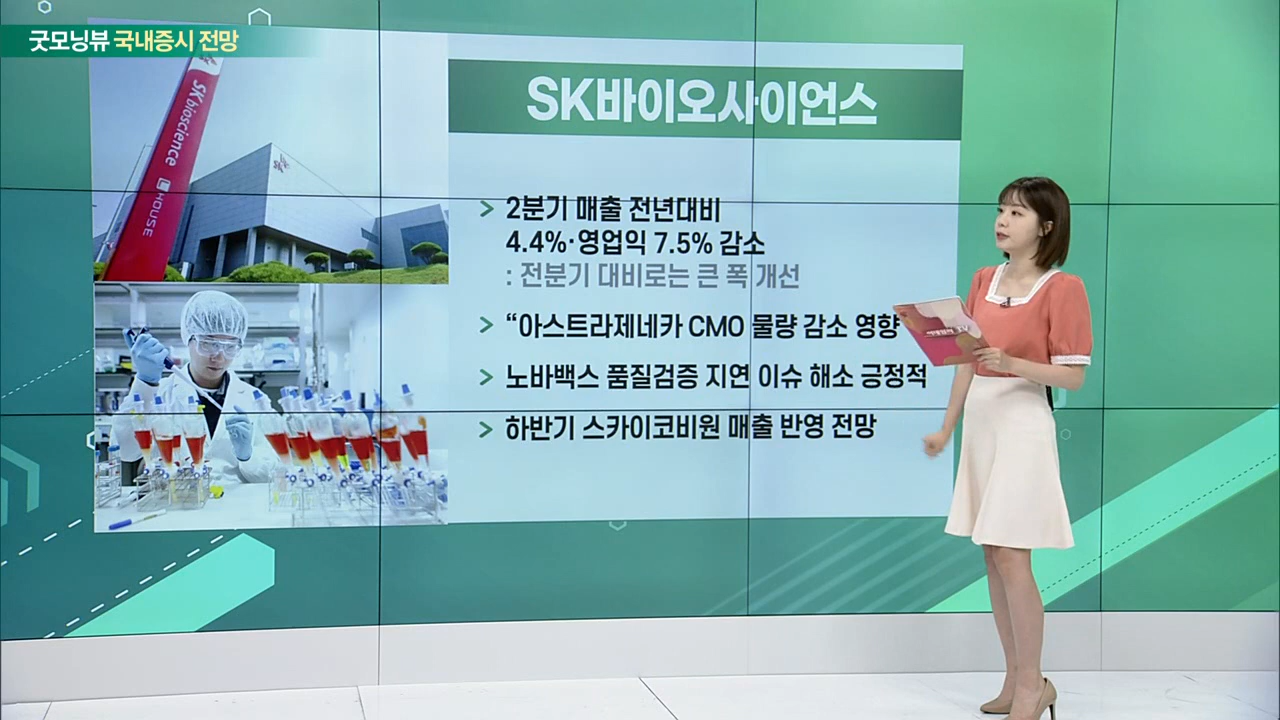 굿모닝뷰 국내증시 전망
SK바이오사이언스
SK bioscience
L HOUSE
> 2분기 매출 전년대비
4.4%·영업익 7.5% 감소
: 전분기 대비로는 큰 폭 개선
> “아스트라제네카 CMO 물량 감소 영향
> 노바백스 품질검증 지연 이슈 해소 긍정적
> 하반기 스카이코비원 매출 반영 전망